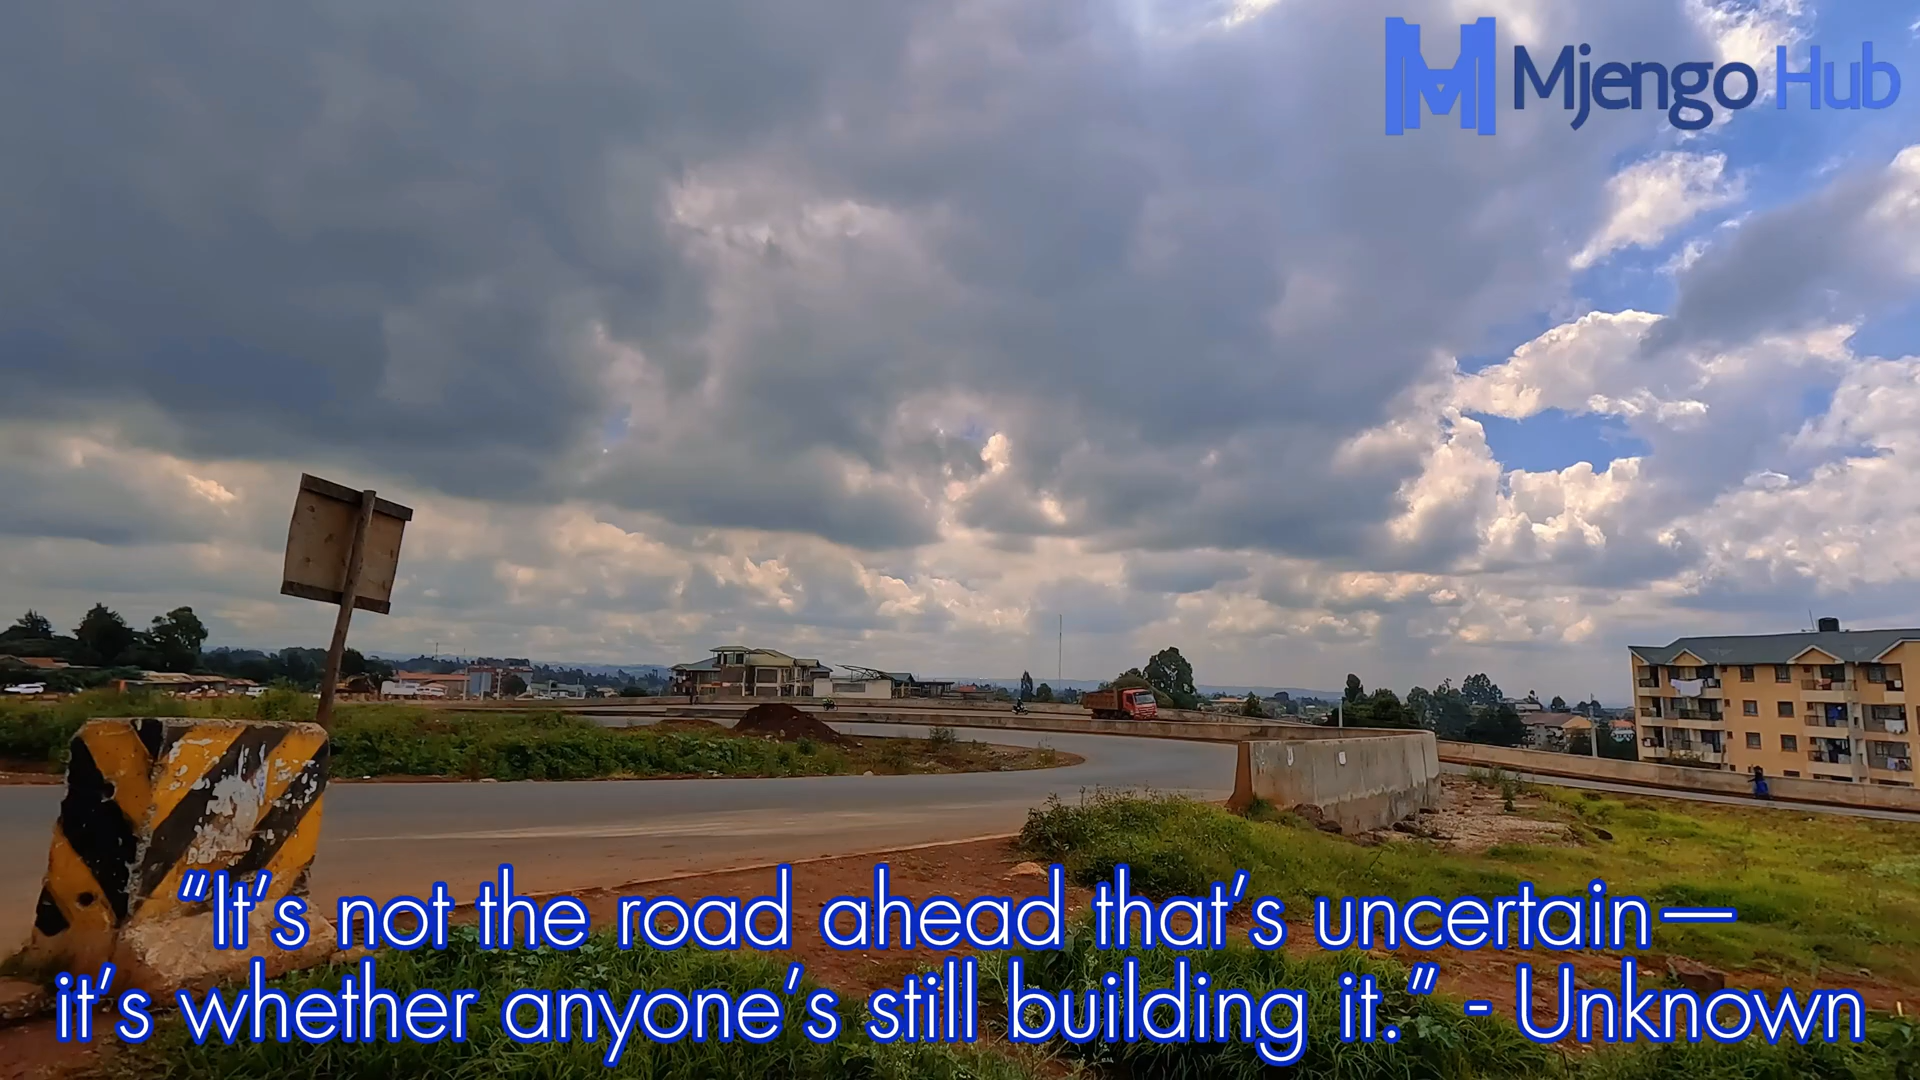 Mjengo Hub
“It’s not the road ahead that’s uncertain—
it’s whether anyone’s still building it.” - Unknown